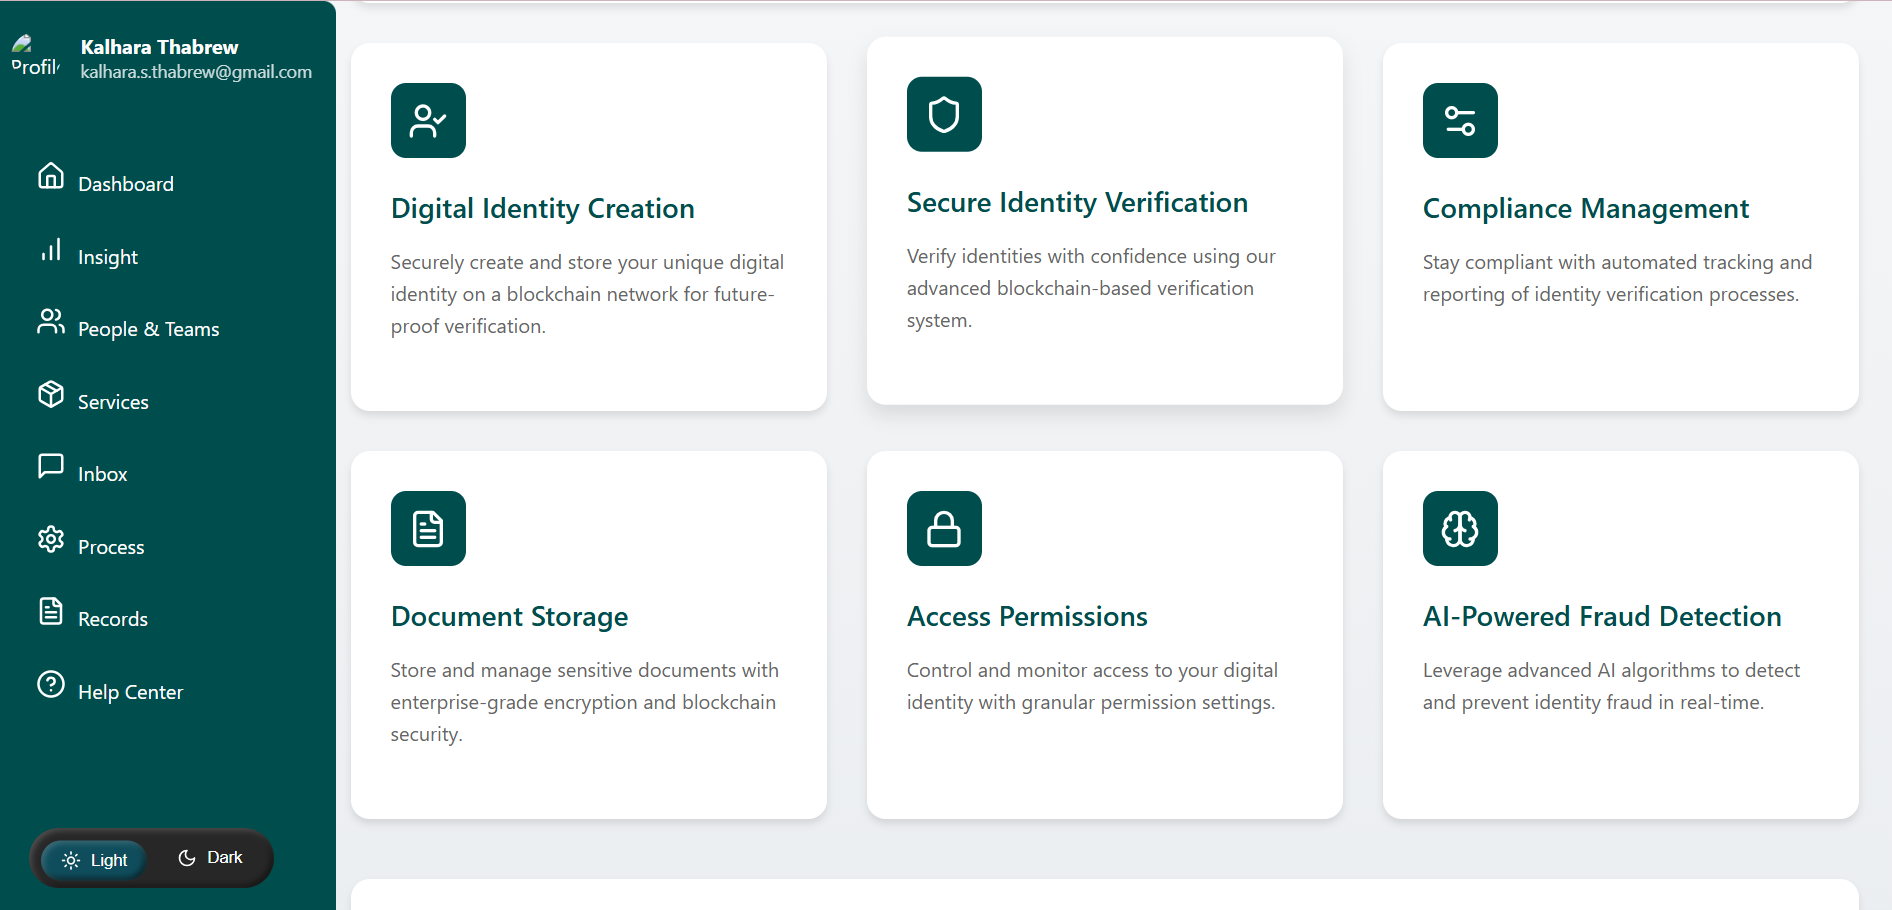 Profil
Kalhara Thabrew
kalhara.s.thabrew@gmail.com
Dashboard
Insight
People & Teams
Services
Inbox
Process
Records
Help Center
Light
Dark
Digital Identity Creation
Securely create and store your unique digital
identity on a blockchain network for future-
proof verification.
Secure Identity Verification
Verify identities with confidence using our
advanced blockchain-based verification
system.
Compliance Management
Stay compliant with automated tracking and
reporting of identity verification processes.
Document Storage
Store and manage sensitive documents with
enterprise-grade encryption and blockchain
security.
Access Permissions
Control and monitor access to your digital
identity with granular permission settings.
AI-Powered Fraud Detection
Leverage advanced AI algorithms to detect
and prevent identity fraud in real-time.